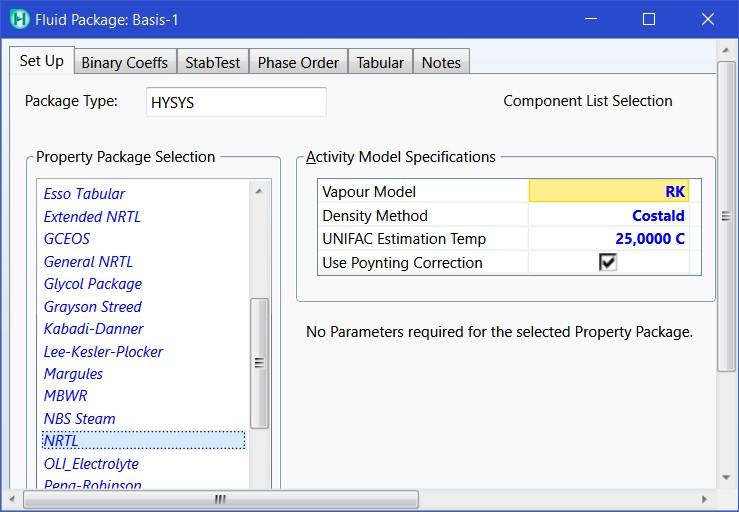 Fluid Package: Basis-1
Set Up Binary Coeffs StabTest Phase Order Tabular Notes
Package Type: HYSYS Component List Selection
Property Package Selection
Esso Tabular
Extended NRTL
GCEOS
General NRTL
Glycol Package
Grayson Streed
Kabadi-Danner
Lee-Kesler-Plocker
Margules
MBWR
NBS Steam
NRTL
OLI_Electrolyte
Peng-Robinson
Activity Model Specifications
Vapour Model RK
Density Method Costald
UNIFAC Estimation Temp 25,0000 C
Use Poynting Correction
No Parameters required for the selected Property Package.